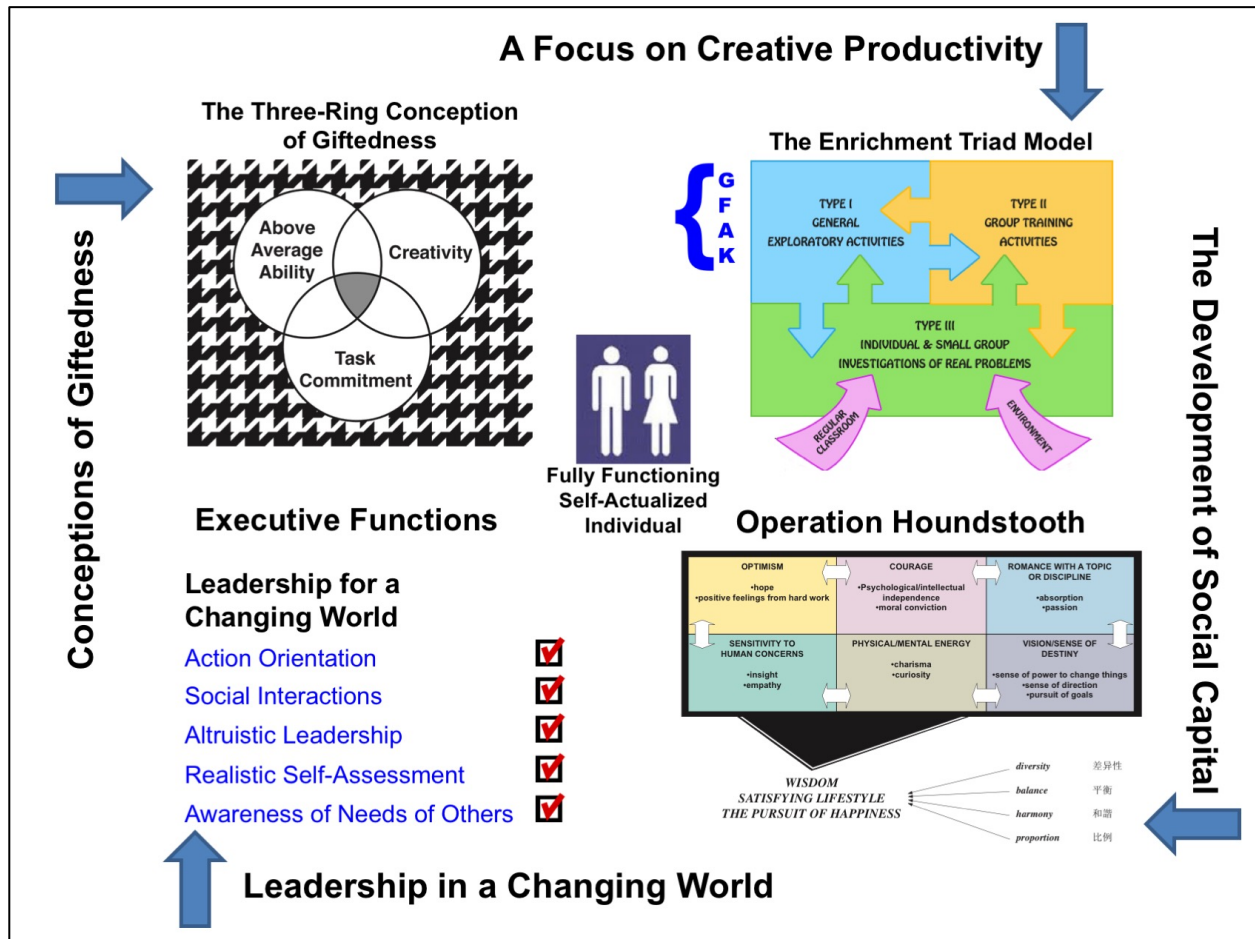 A Focus on Creative Productivity
Conceptions of Giftedness
The Three-Ring Conception
of Giftedness
Above
Average
Ability
Creativity
Task
Commitment
The Enrichment Triad Model
G
F
A
K
TYPE I
GENERAL
EXPLORATORY ACTIVITIES
TYPE II
GROUP TRAINING
ACTIVITIES
TYPE III
INDIVIDUAL & SMALL GROUP
INVESTIGATIONS OF REAL PROBLEMS
REGULAR
CLASSROOM
ENVIRONMENT
The Development of Social Capital
Fully Functioning
Self-Actualized
Individual
Executive Functions
Leadership for a
Changing World
Action Orientation
Social Interactions
Altruistic Leadership
Realistic Self-Assessment
Awareness of Needs of Others
Operation Houndstooth
OPTIMISM
•hope
•positive feelings from hard work
COURAGE
•Psychological/intellectual
independence
•moral conviction
ROMANCE WITH A TOPIC
OR DISCIPLINE
•absorption
•passion
SENSITIVITY TO
HUMAN CONCERNS
•insight
•empathy
PHYSICAL/MENTAL ENERGY
•charisma
•curiosity
VISION/SENSE OF
DESTINY
•sense of power to change things
•sense of direction
•pursuit of goals
WISDOM
SATISFYING LIFESTYLE
THE PURSUIT OF HAPPINESS
diversity 差异性
balance 平衡
harmony 和諧
proportion 比例
Leadership in a Changing World